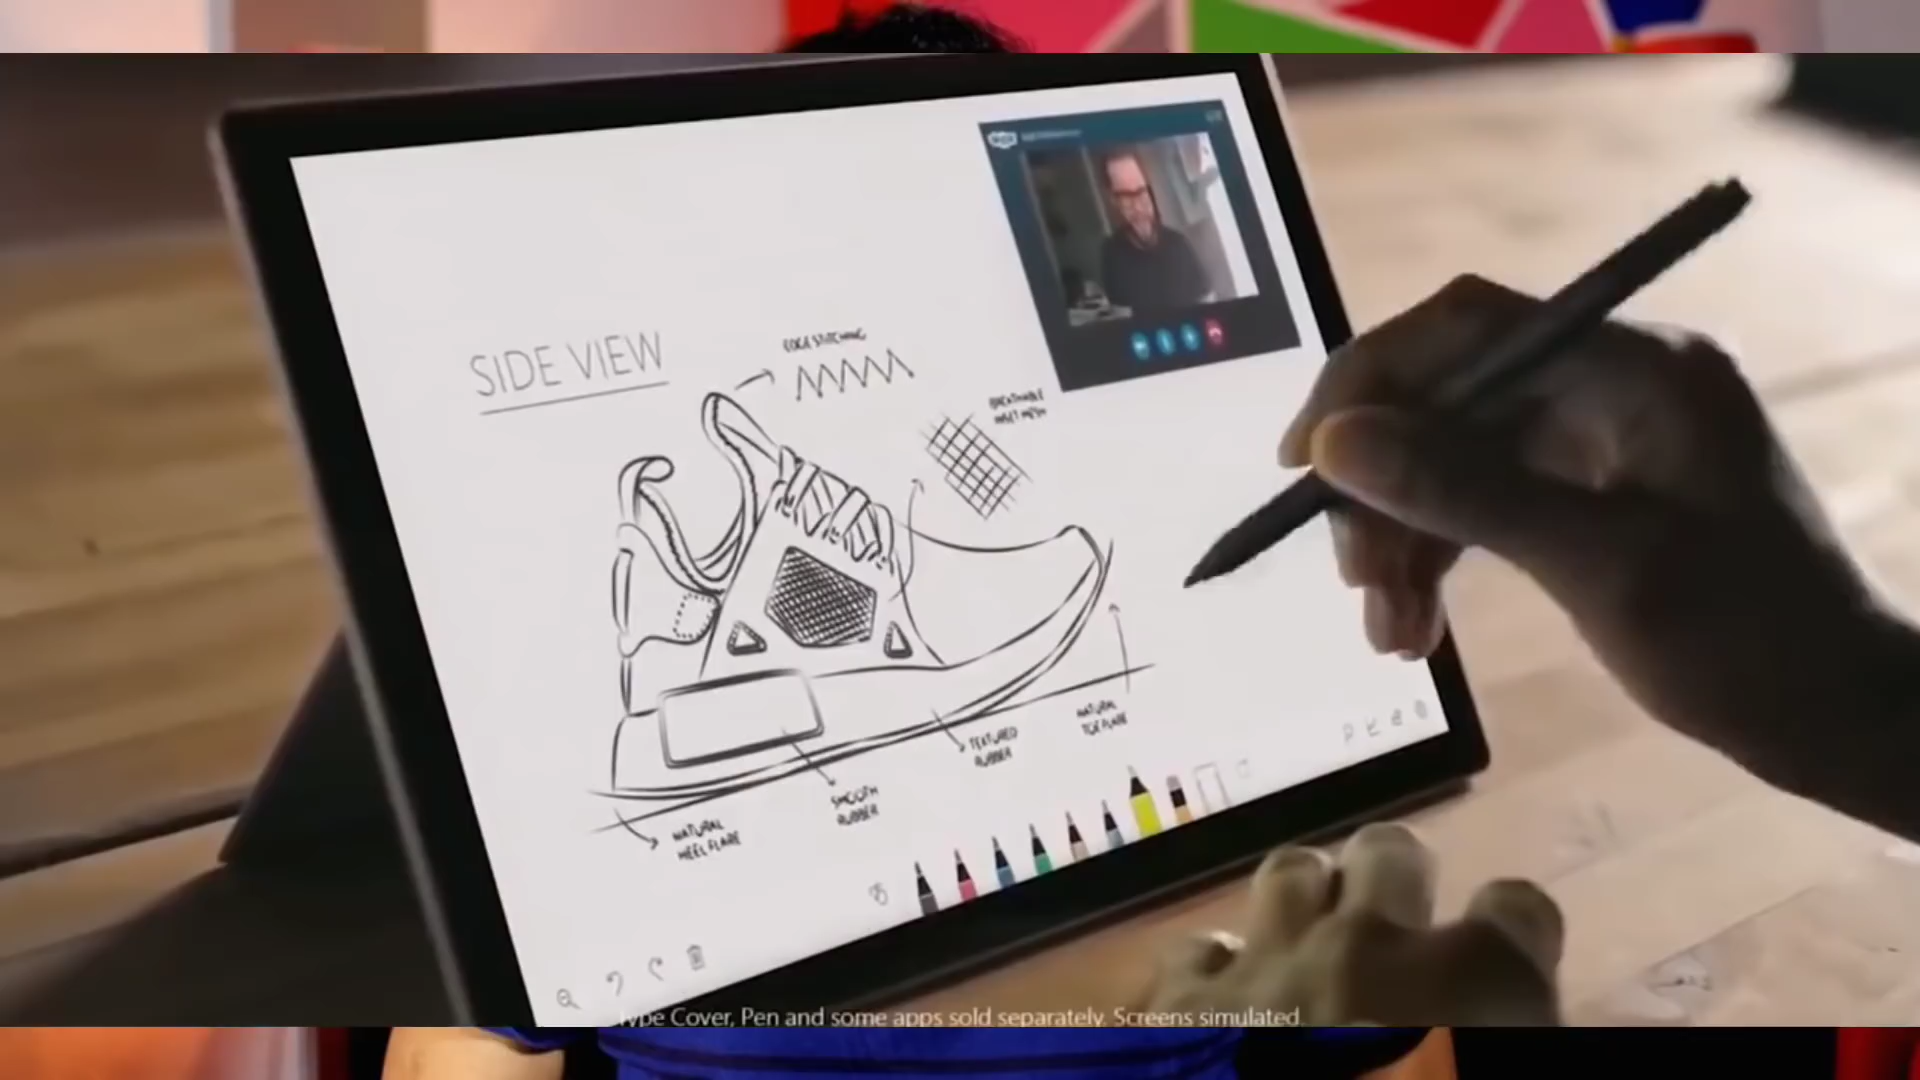 SIDE VIEW
EDGE STITCHING
BREATHABLE
INSET MESH
NATURAL
TOE FLARE
TEXTURED
RUBBER
SMOOTH
RUBBER
NATURAL
HEEL FLARE
Type Cover, Pen and some apps sold separately. Screens simulated.